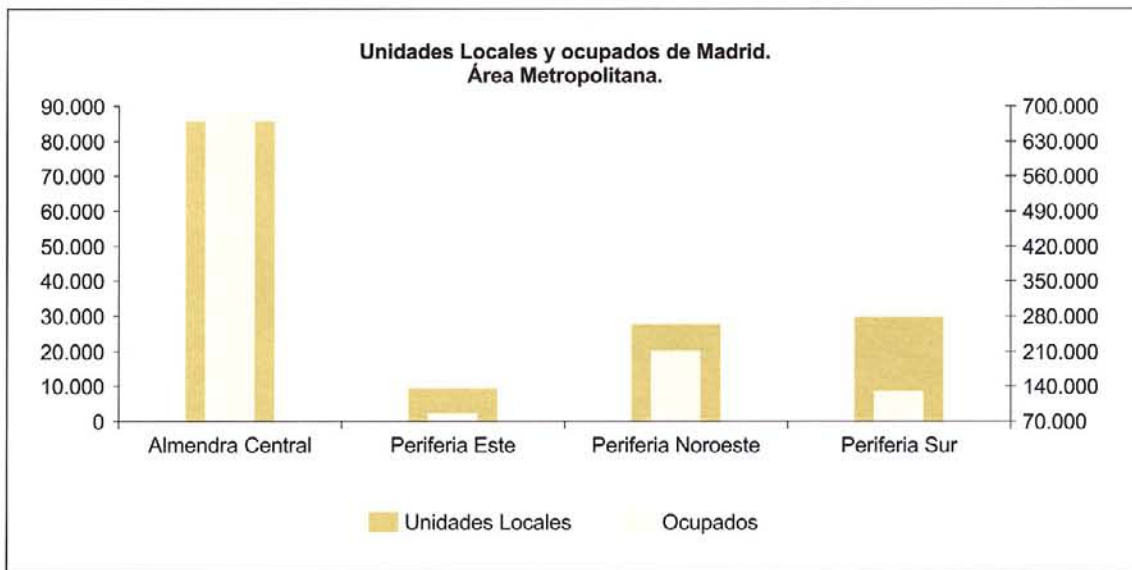 Unidades Locales y ocupados de Madrid.
Área Metropolitana.
90.000
80.000
70.000
60.000
50.000
40.000
30.000
20.000
10.000
0
700.000
630.000
560.000
490.000
420.000
350.000
280.000
210.000
140.000
70.000
Almendra Central
Periferia Este
Periferia Noroeste
Periferia Sur
Unidades Locales
Ocupados